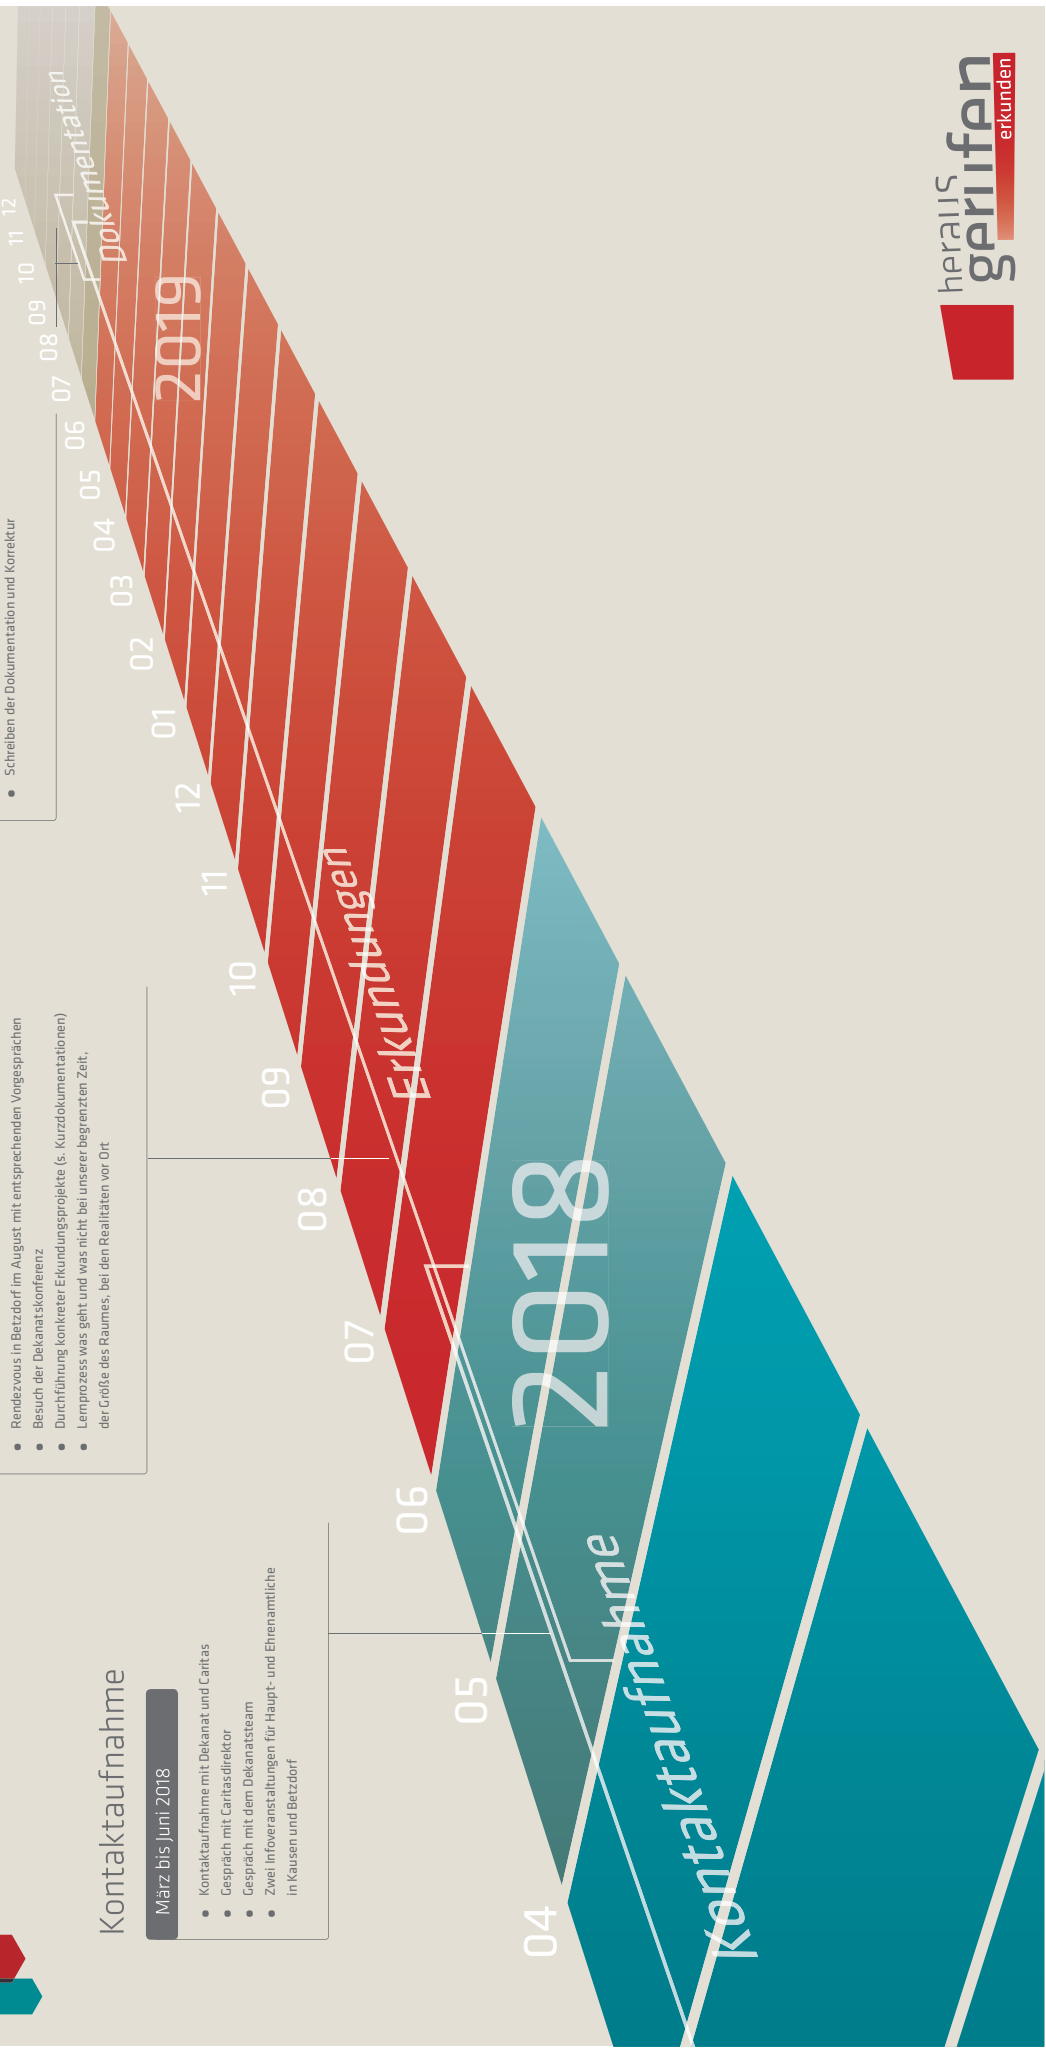 Kontaktaufnahme
März bis Juni 2018
• Kontaktaufnahme mit Dekanat und Caritas
• Gespräch mit Caritasdirektor
• Gespräch mit dem Dekanatsteam
• Zwei Infoveranstaltungen für Haupt- und Ehrenamtliche
in Kausen und Betzdorf
• Rendezvous in Betzdorf im August mit entsprechenden Vorgesprächen
• Besuch der Dekanatskonferenz
• Durchführung konkreter Erkundungsprojekte (s. Kurzdokumentationen)
• Lernprozess was geht und was nicht bei unserer begrenzten Zeit,
der Größe des Raumes, bei den Realitäten vor Ort
• Schreiben der Dokumentation und Korrektur
04
05
06
07
08
09
10
11
12
01
02
03
04
05
06
07
08
09
10
11
12
Kontaktaufnahme
2018
Erkundungen
2019
Dokumentation
heraus
gerufen
erkunden